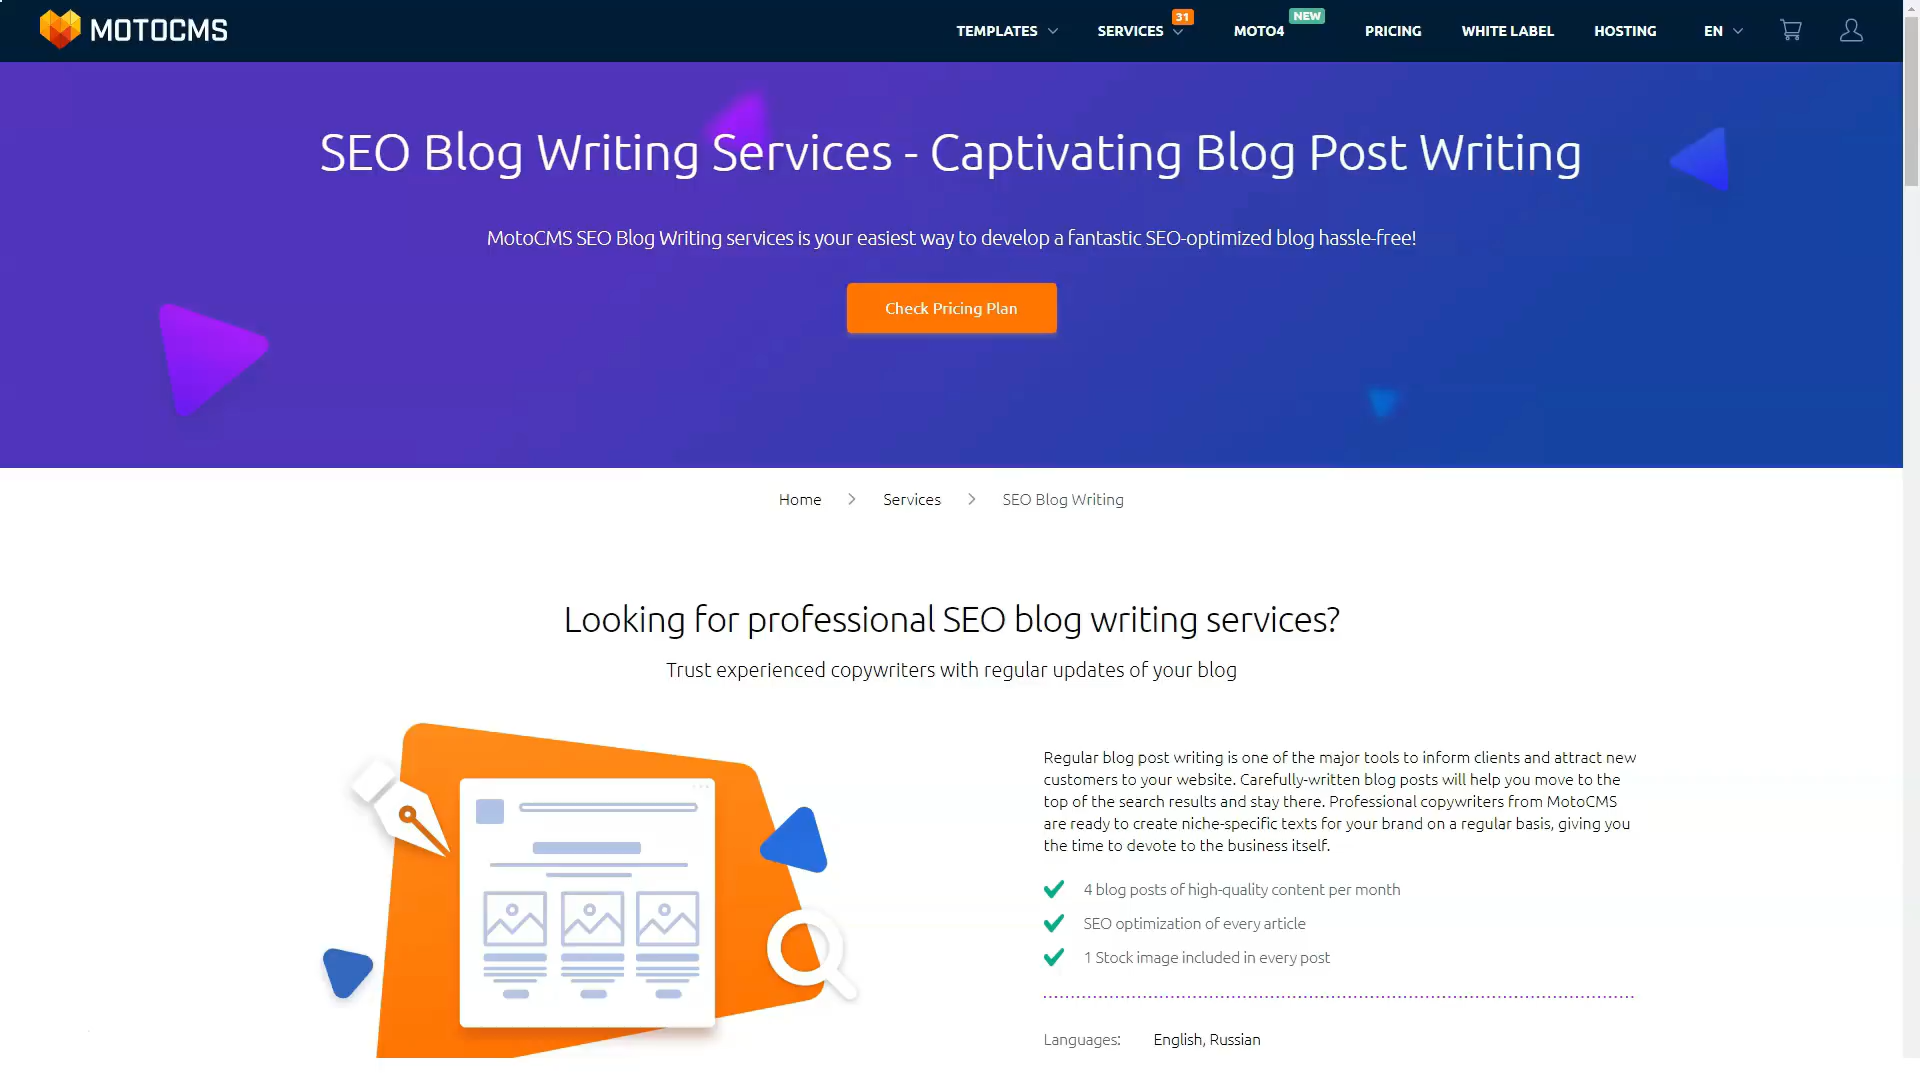 MOTOCMS
TEMPLATES
SERVICES
31
MOTO4
NEW
PRICING
WHITE LABEL
HOSTING
EN
SEO Blog Writing Services - Captivating Blog Post Writing
MotoCMS SEO Blog Writing services is your easiest way to develop a fantastic SEO-optimized blog hassle-free!
Check Pricing Plan
Home > Services > SEO Blog Writing
Looking for professional SEO blog writing services?
Trust experienced copywriters with regular updates of your blog
Regular blog post writing is one of the major tools to inform clients and attract new
customers to your website. Carefully-written blog posts will help you move to the
top of the search results and stay there. Professional copywriters from MotoCMS
are ready to create niche-specific texts for your brand on a regular basis, giving you
the time to devote to the business itself.
4 blog posts of high-quality content per month
SEO optimization of every article
1 Stock image included in every post
Languages: English, Russian